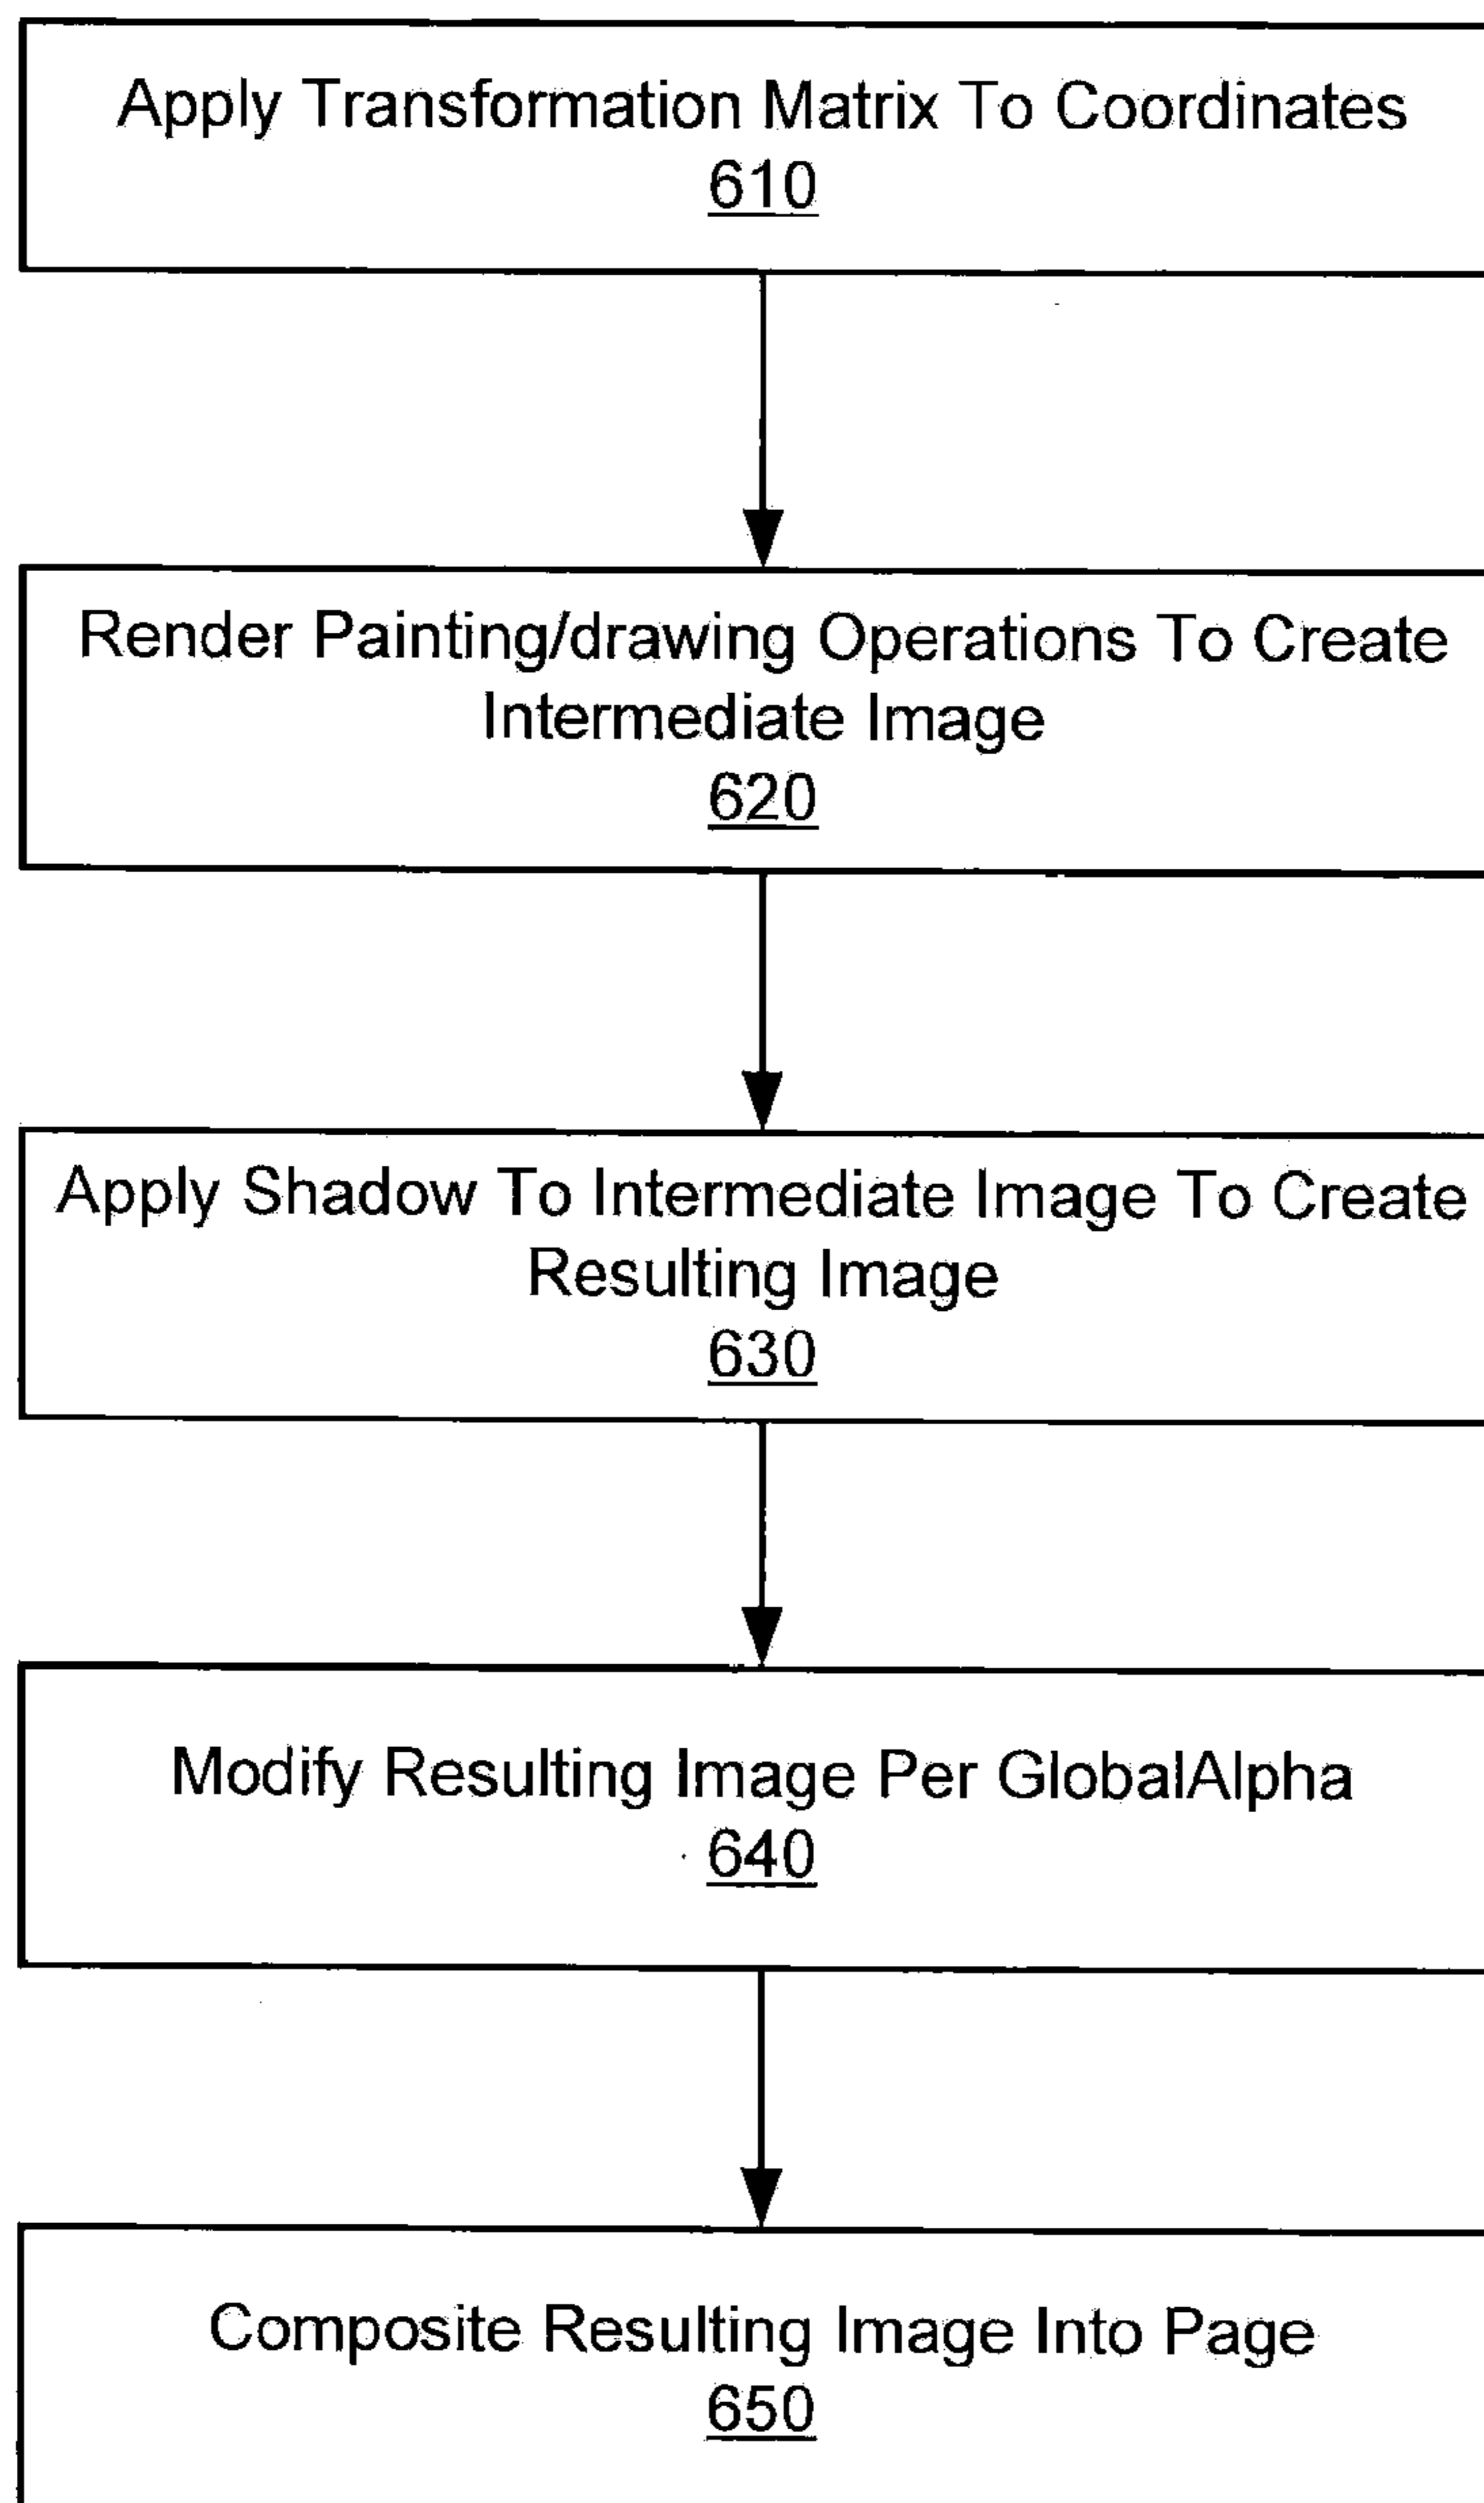 Apply Transformation Matrix To Coordinates
610
Render Painting/drawing Operations To Create
Intermediate Image
620
Apply Shadow To Intermediate Image To Create
Resulting Image
630
Modify Resulting Image Per GlobalAlpha
640
Composite Resulting Image Into Page
650